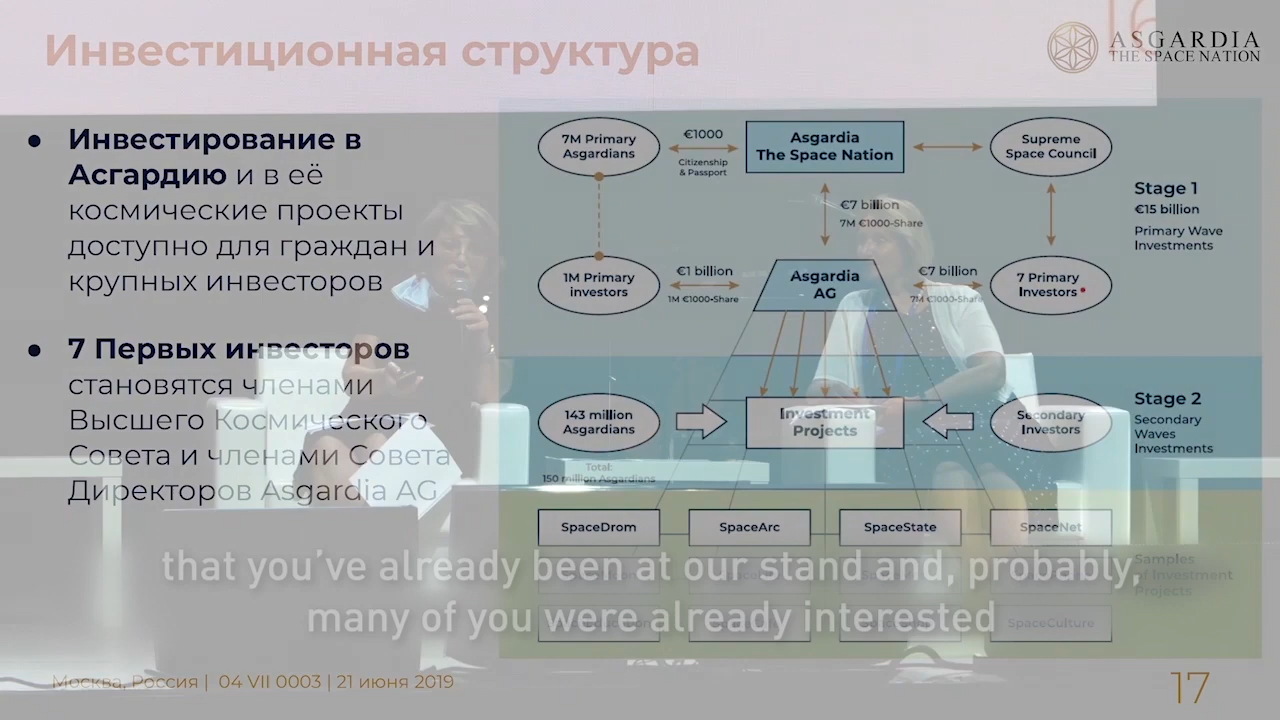 16
Инвестиционная структура
ASGARDIA
THE SPACE NATION
● Инвестирование в
Асгардию и в её
космические проекты
доступно для граждан и
крупных инвесторов
● 7 Первых инвесторов
становятся членами
Высшего Космического
Совета и членами Совета
Директоров Asgardia AG
7M Primary
Asgardians
€1000
Citizenship
& Passport
Asgardia
The Space Nation
Supreme
Space Council
Stage 1
€15 billion
Primary Wave
Investments
€7 billion
7M €1000-Share
1M Primary
investors
€1 billion
1M €1000-Share
Asgardia
AG
€7 billion
7M €1000-Share
7 Primary
Investors
143 million
Asgardians
Investment
Projects
Secondary
Investors
Stage 2
Secondary
Waves
Investments
Total:
150 million Asgardians
SpaceDrom
SpaceArc
SpaceState
SpaceNet
Samples
of Investment
Projects
SpaceCulture
that you've already been at our stand and, probably,
many of you were already interested
Москва, Россия | 04 VII 0003 | 21 июня 2019
17